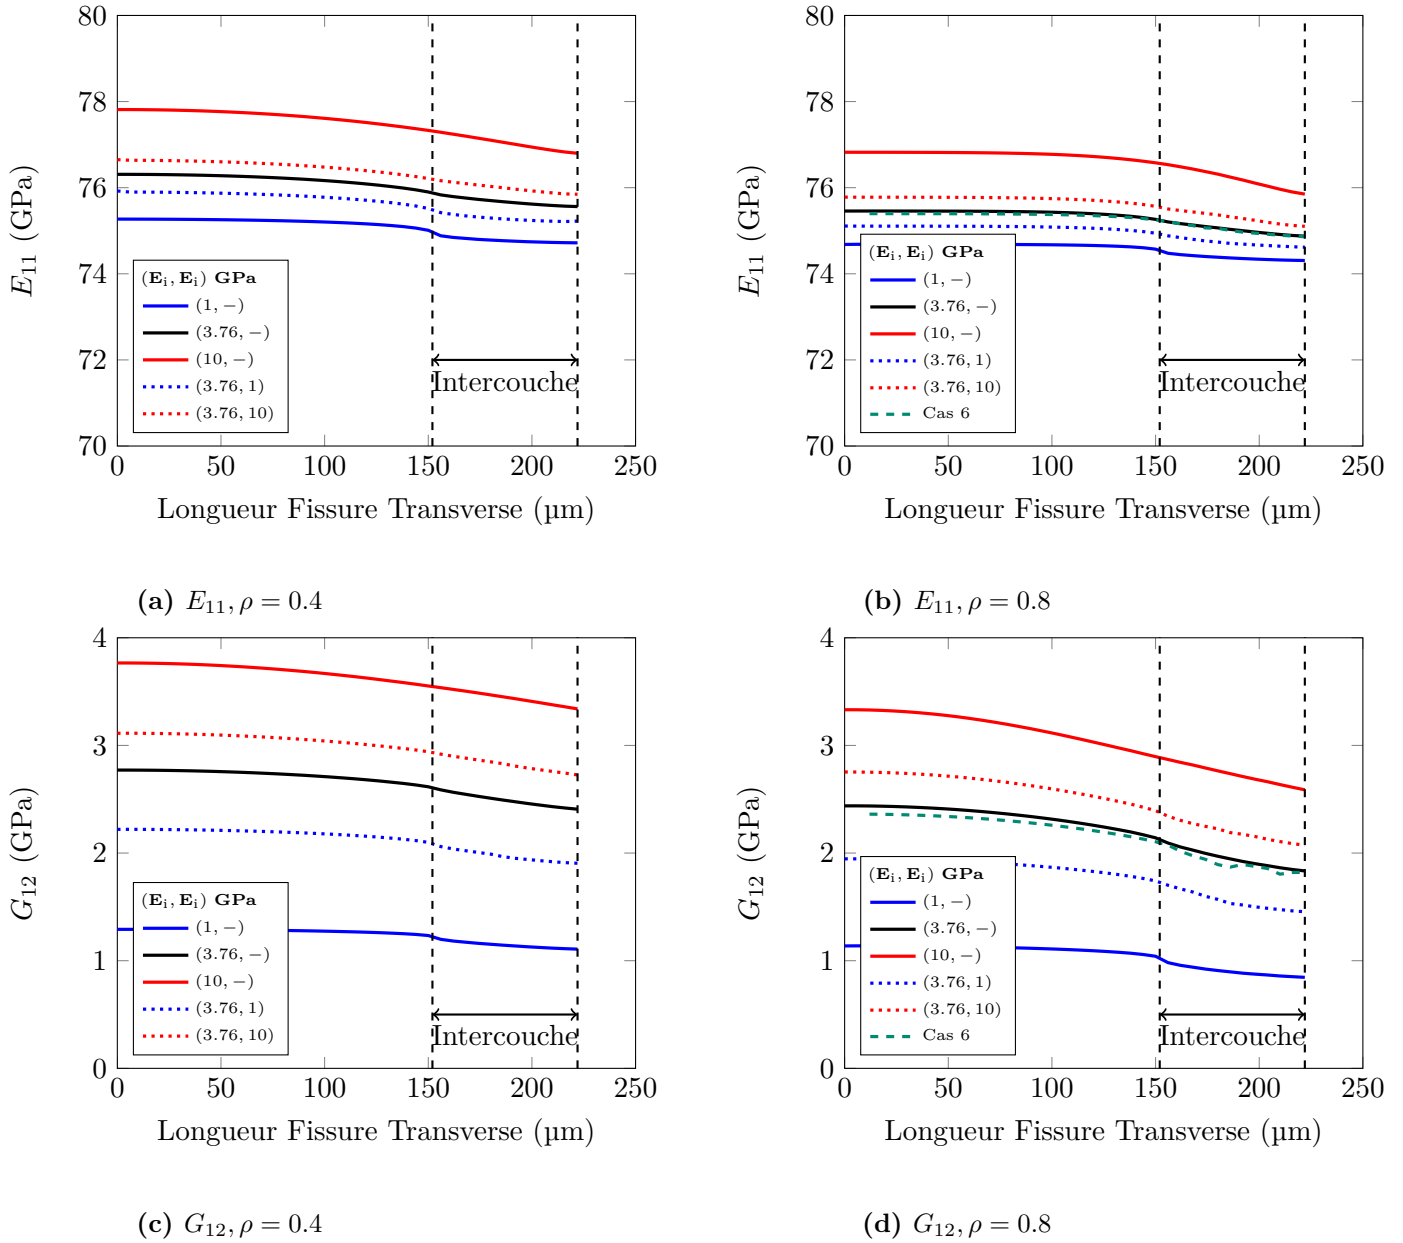 80
78
76
74
72
70
0 50 100 150 200 250
E₁₁ (GPa)
Longueur Fissure Transverse (µm)
(Eᵢ, Eᵢ) GPa
(1, −)
(3.76, −)
(10, −)
(3.76, 1)
(3.76, 10)
Intercouche
(a) E₁₁, ρ = 0.4
80
78
76
74
72
70
0 50 100 150 200 250
E₁₁ (GPa)
Longueur Fissure Transverse (µm)
(Eᵢ, Eᵢ) GPa
(1, −)
(3.76, −)
(10, −)
(3.76, 1)
(3.76, 10)
Cas 6
Intercouche
(b) E₁₁, ρ = 0.8
4
3
2
1
0
0 50 100 150 200 250
G₁₂ (GPa)
Longueur Fissure Transverse (µm)
(Eᵢ, Eᵢ) GPa
(1, −)
(3.76, −)
(10, −)
(3.76, 1)
(3.76, 10)
Intercouche
(c) G₁₂, ρ = 0.4
4
3
2
1
0
0 50 100 150 200 250
G₁₂ (GPa)
Longueur Fissure Transverse (µm)
(Eᵢ, Eᵢ) GPa
(1, −)
(3.76, −)
(10, −)
(3.76, 1)
(3.76, 10)
Cas 6
Intercouche
(d) G₁₂, ρ = 0.8